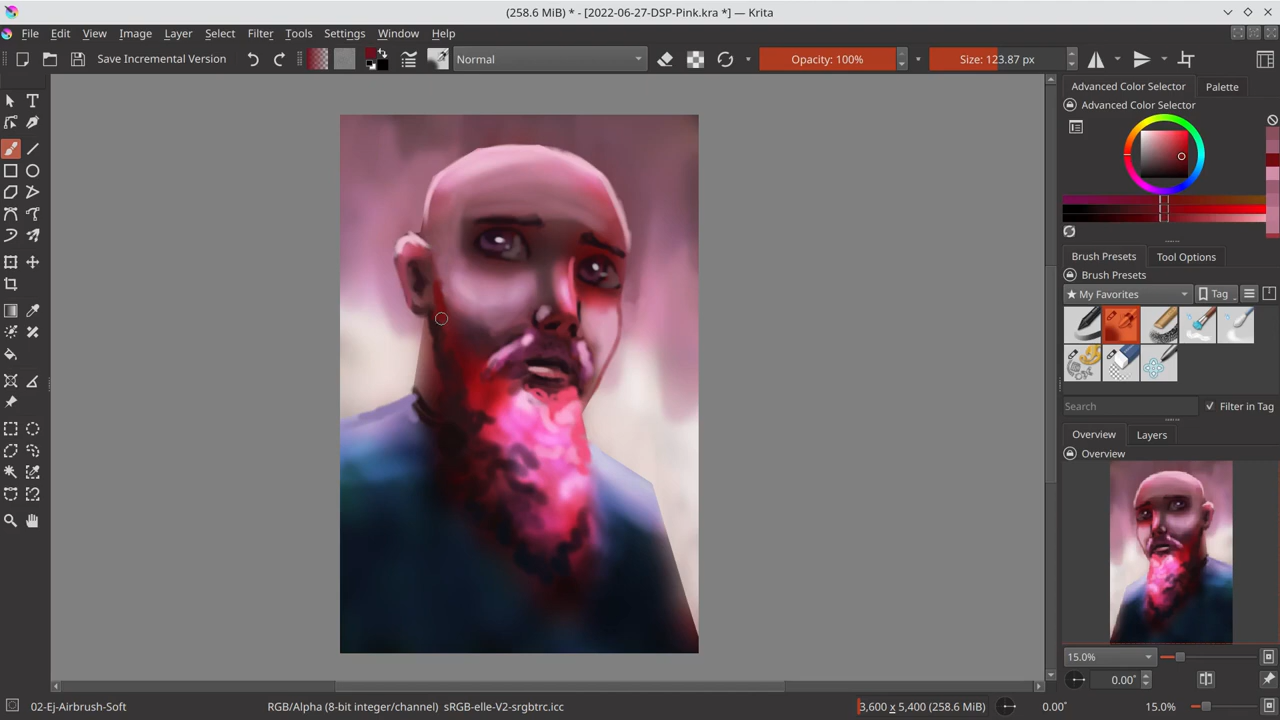 (258.6 MiB) * - [2022-06-27-DSP-Pink.kra *] — Krita
File Edit View Image Layer Select Filter Tools Settings Window Help
Save Incremental Version
Normal
Opacity: 100%
Size: 123.87 px
Advanced Color Selector
Palette
Advanced Color Selector
Brush Presets
Tool Options
Brush Presets
★ My Favorites
Tag
Search
Filter in Tag
Overview
Layers
Overview
15.0%
0.00°
02-Ej-Airbrush-Soft
RGB/Alpha (8-bit integer/channel) sRGB-elle-V2-srgbtrc.icc
3,600 x 5,400 (258.6 MiB)
0.00°
15.0%